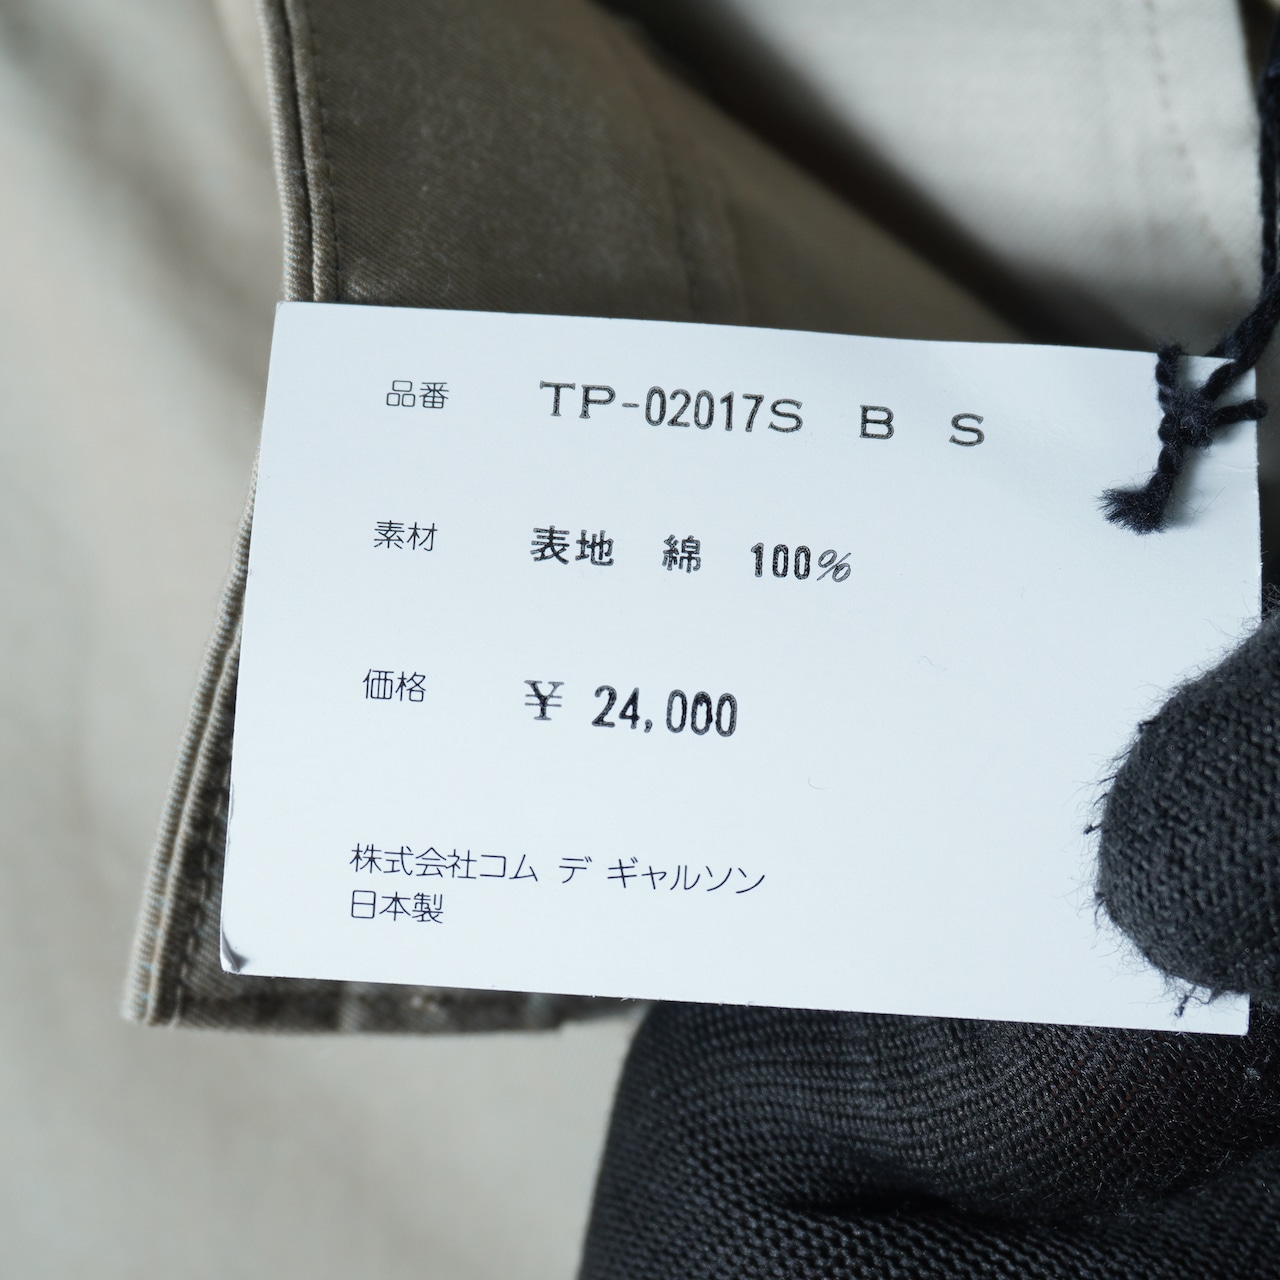 品番 TP-02017S B S
素材 表地 綿 100%
価格 ¥ 24,000
株式会社コム デ ギャルソン
日本製